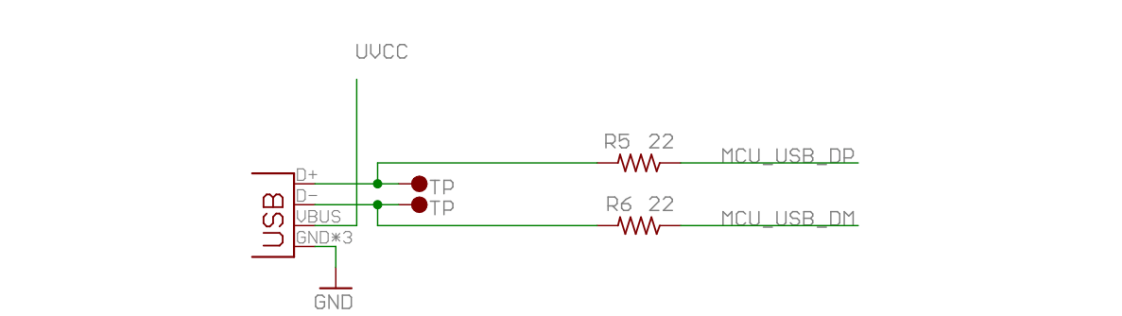 UVCC
R5 22
MCU_USB_DP
D+
TP
D-
TP
R6 22
MCU_USB_DM
VBUS
GND*3
USB
GND